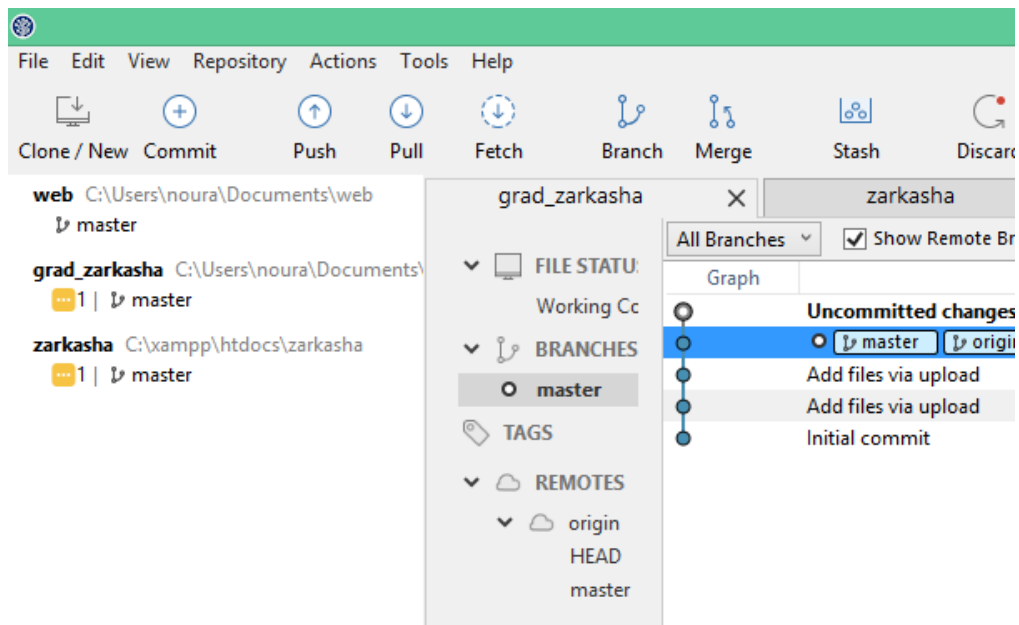 File Edit View Repository Actions Tools Help
Clone / New Commit Push Pull Fetch Branch Merge Stash Discard
web C:\Users\noura\Documents\web
master
grad_zarkasha C:\Users\noura\Documents\
1 | master
zarkasha C:\xampp\htdocs\zarkasha
1 | master
grad_zarkasha zarkasha
FILE STATU
Working Co
BRANCHES
master
TAGS
REMOTES
origin
HEAD
master
All Branches Show Remote Br
Graph
Uncommitted changes
master origin
Add files via upload
Add files via upload
Initial commit